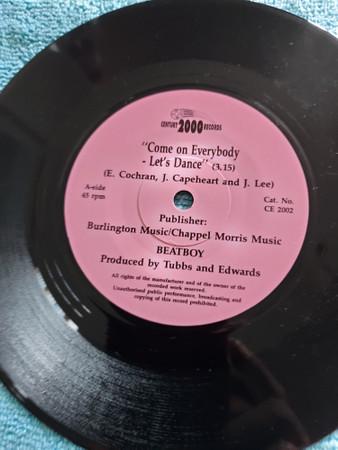 CENTURY 2000 RECORDS
"Come on Everybody
- Let's Dance" (3,15)
(E. Cochran, J. Capeheart and J. Lee)
A-side
45 rpm
Cat. No.
CE 2002
Publisher:
Burlington Music/Chappel Morris Music
BEATBOY
Produced by Tubbs and Edwards
All rights of the manufacturer and of the owner of the
recorded work reserved.
Unauthorised public performance, broadcasting and
copying of this record prohibited.